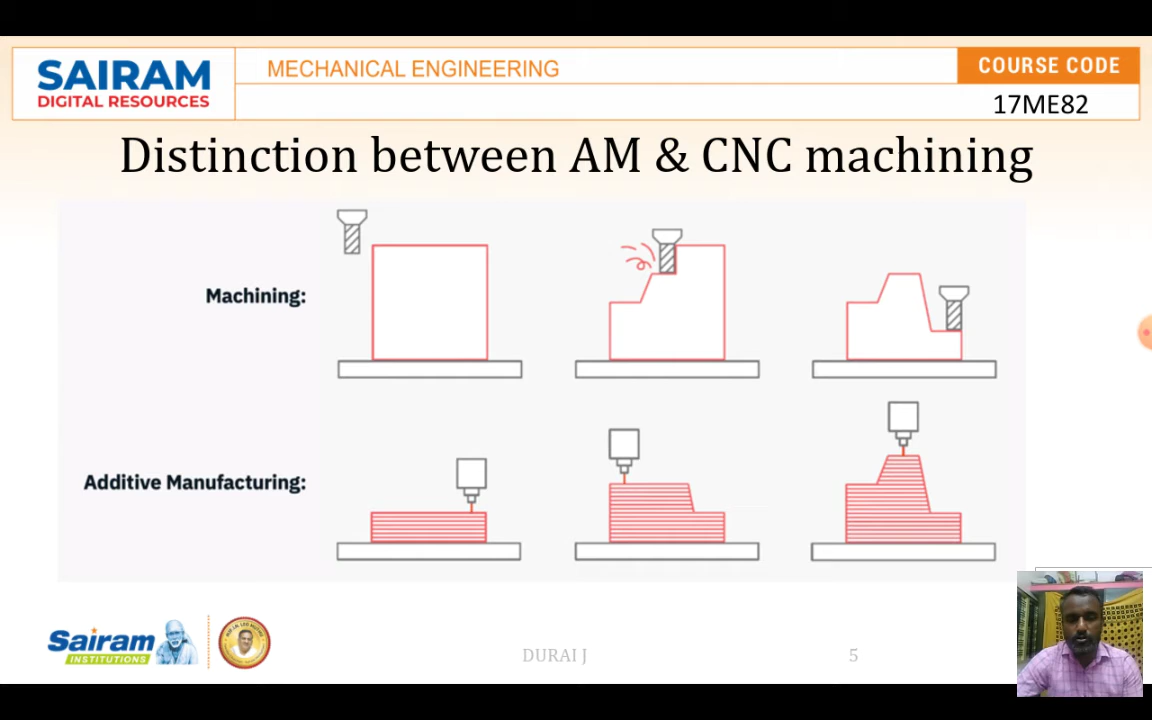 SAIRAM
DIGITAL RESOURCES
MECHANICAL ENGINEERING
COURSE CODE
17ME82
Distinction between AM & CNC machining
Machining:
Additive Manufacturing:
Sairam
INSTITUTIONS
DURAI J
5